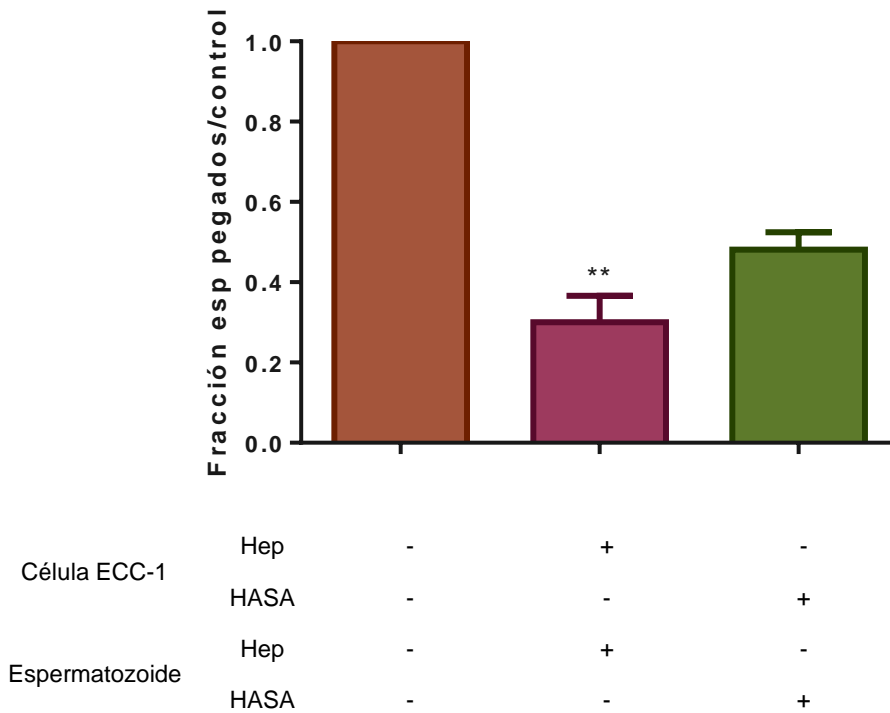 Fracción esp pegados/control
1.0
0.8
0.6
0.4
0.2
0.0
**
Célula ECC-1
Hep - + -
HASA - - +
Espermatozoide
Hep - + -
HASA - - +